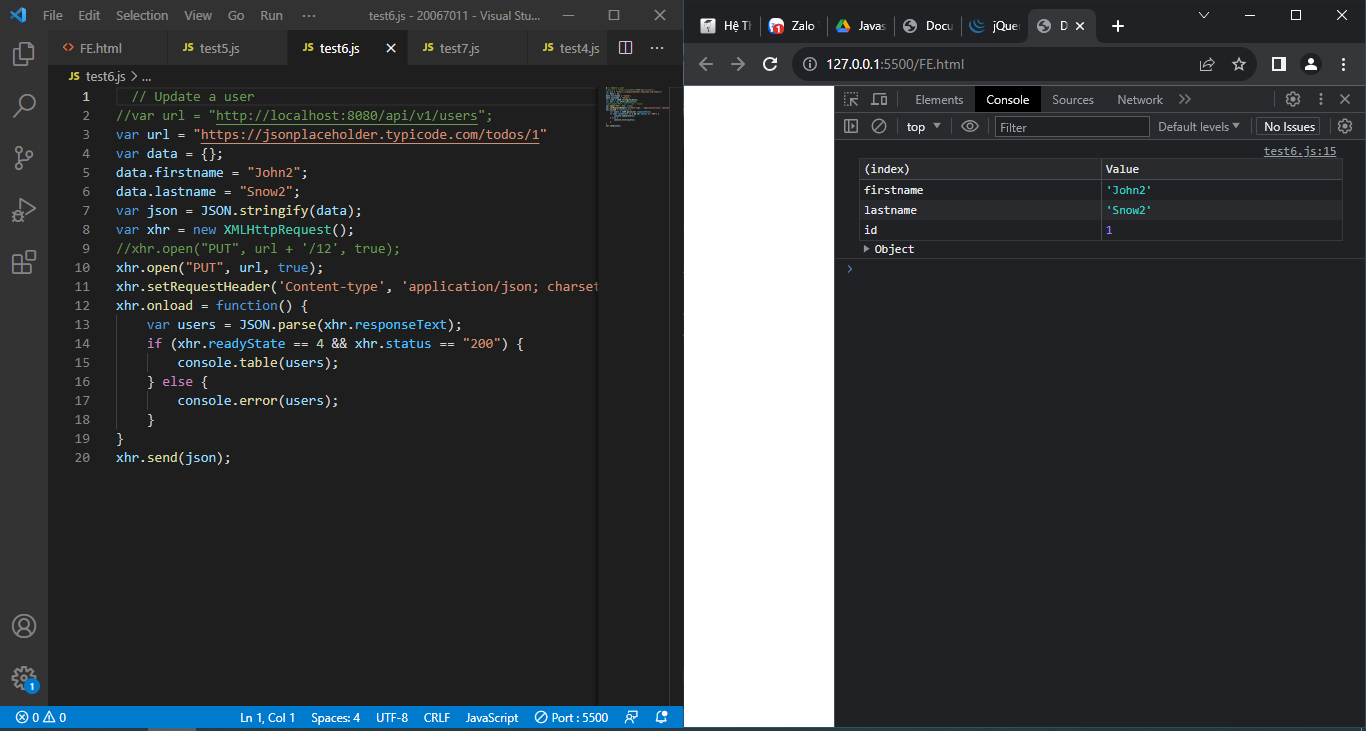 File Edit Selection View Go Run ··· test6.js - 20067011 - Visual Stu...
<> FE.html JS test5.js JS test6.js JS test7.js JS test4.js ···
JS test6.js > ...
1 // Update a user
2 //var url = "http://localhost:8080/api/v1/users";
3 var url = "https://jsonplaceholder.typicode.com/todos/1"
4 var data = {};
5 data.firstname = "John2";
6 data.lastname = "Snow2";
7 var json = JSON.stringify(data);
8 var xhr = new XMLHttpRequest();
9 //xhr.open("PUT", url + '/12', true);
10 xhr.open("PUT", url, true);
11 xhr.setRequestHeader('Content-type', 'application/json; charset
12 xhr.onload = function() {
13 var users = JSON.parse(xhr.responseText);
14 if (xhr.readyState == 4 && xhr.status == "200") {
15 console.table(users);
16 } else {
17 console.error(users);
18 }
19 }
20 xhr.send(json);
1
0 0 Ln 1, Col 1 Spaces: 4 UTF-8 CRLF JavaScript Port : 5500
Hệ Th Zalo Javas Docu jQue D
127.0.0.1:5500/FE.html
Elements Console Sources Network
top Filter Default levels No Issues
test6.js:15
(index) Value
firstname 'John2'
lastname 'Snow2'
id 1
Object